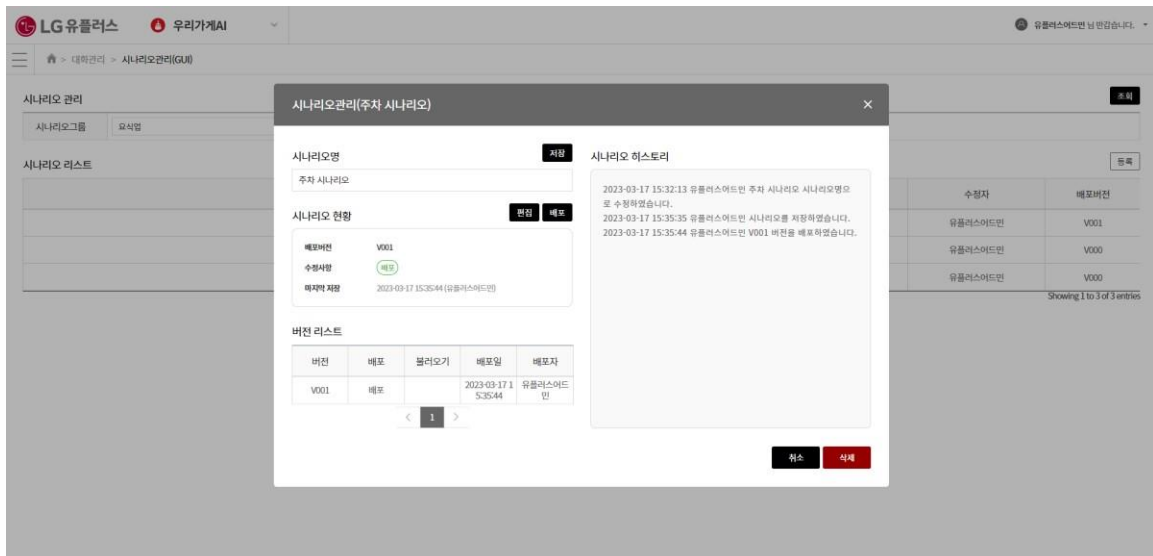 LG유플러스
우리가게AI
유플러스어드민 님 반갑습니다.
> 대화관리 > 시나리오관리(GUI)
시나리오 관리
조회
시나리오그룹 요식업
시나리오 리스트
등록
수정자 배포버전
유플러스어드민 V001
유플러스어드민 V000
유플러스어드민 V000
Showing 1 to 3 of 3 entries
시나리오관리(주차 시나리오) ×
시나리오명 저장
주차 시나리오
시나리오 현황 편집 배포
배포버전 V001
수정사항 배포
마지막 저장 2023-03-17 15:35:44 (유플러스어드민)
버전 리스트
버전 배포 불러오기 배포일 배포자
V001 배포 2023-03-17 1 유플러스어드
5:35:44 민
< 1 >
시나리오 히스토리
2023-03-17 15:32:13 유플러스어드민 주차 시나리오 시나리오명으
로 수정하였습니다.
2023-03-17 15:35:35 유플러스어드민 시나리오를 저장하였습니다.
2023-03-17 15:35:44 유플러스어드민 V001 버전을 배포하였습니다.
취소 삭제